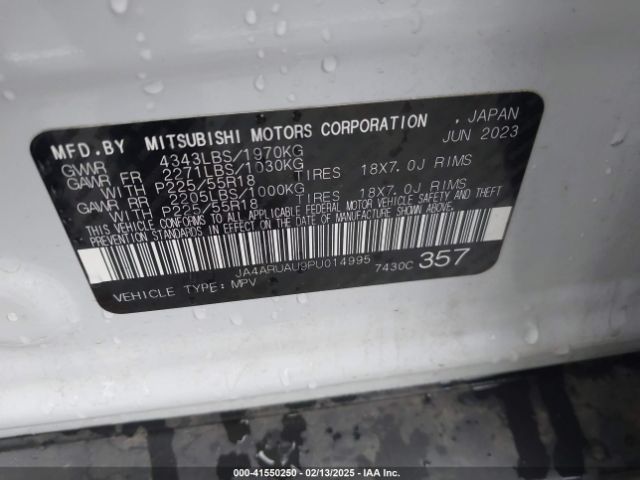 MFD.BY MITSUBISHI MOTORS CORPORATION , JAPAN
JUN 2023
GVWR 4343LBS/1970KG
GAWR FR 2271LBS/1030KG
WITH P225/55R18 TIRES 18X7.0J RIMS
GAWR RR 2205LBS/1000KG
WITH P225/55R18 TIRES 18X7.0J RIMS
THIS VEHICLE CONFORMS TO ALL APPLICABLE FEDERAL MOTOR VEHICLE SAFETY AND
THEFT PREVENTION STANDARDS IN EFFECT ON THE DATE OF MANUFACTURE SHOWN ABOVE.
JA4ARUAU9PU014995
VEHICLE TYPE: MPV 7430C 357
000-41550250 - 02/13/2025 - IAA Inc.